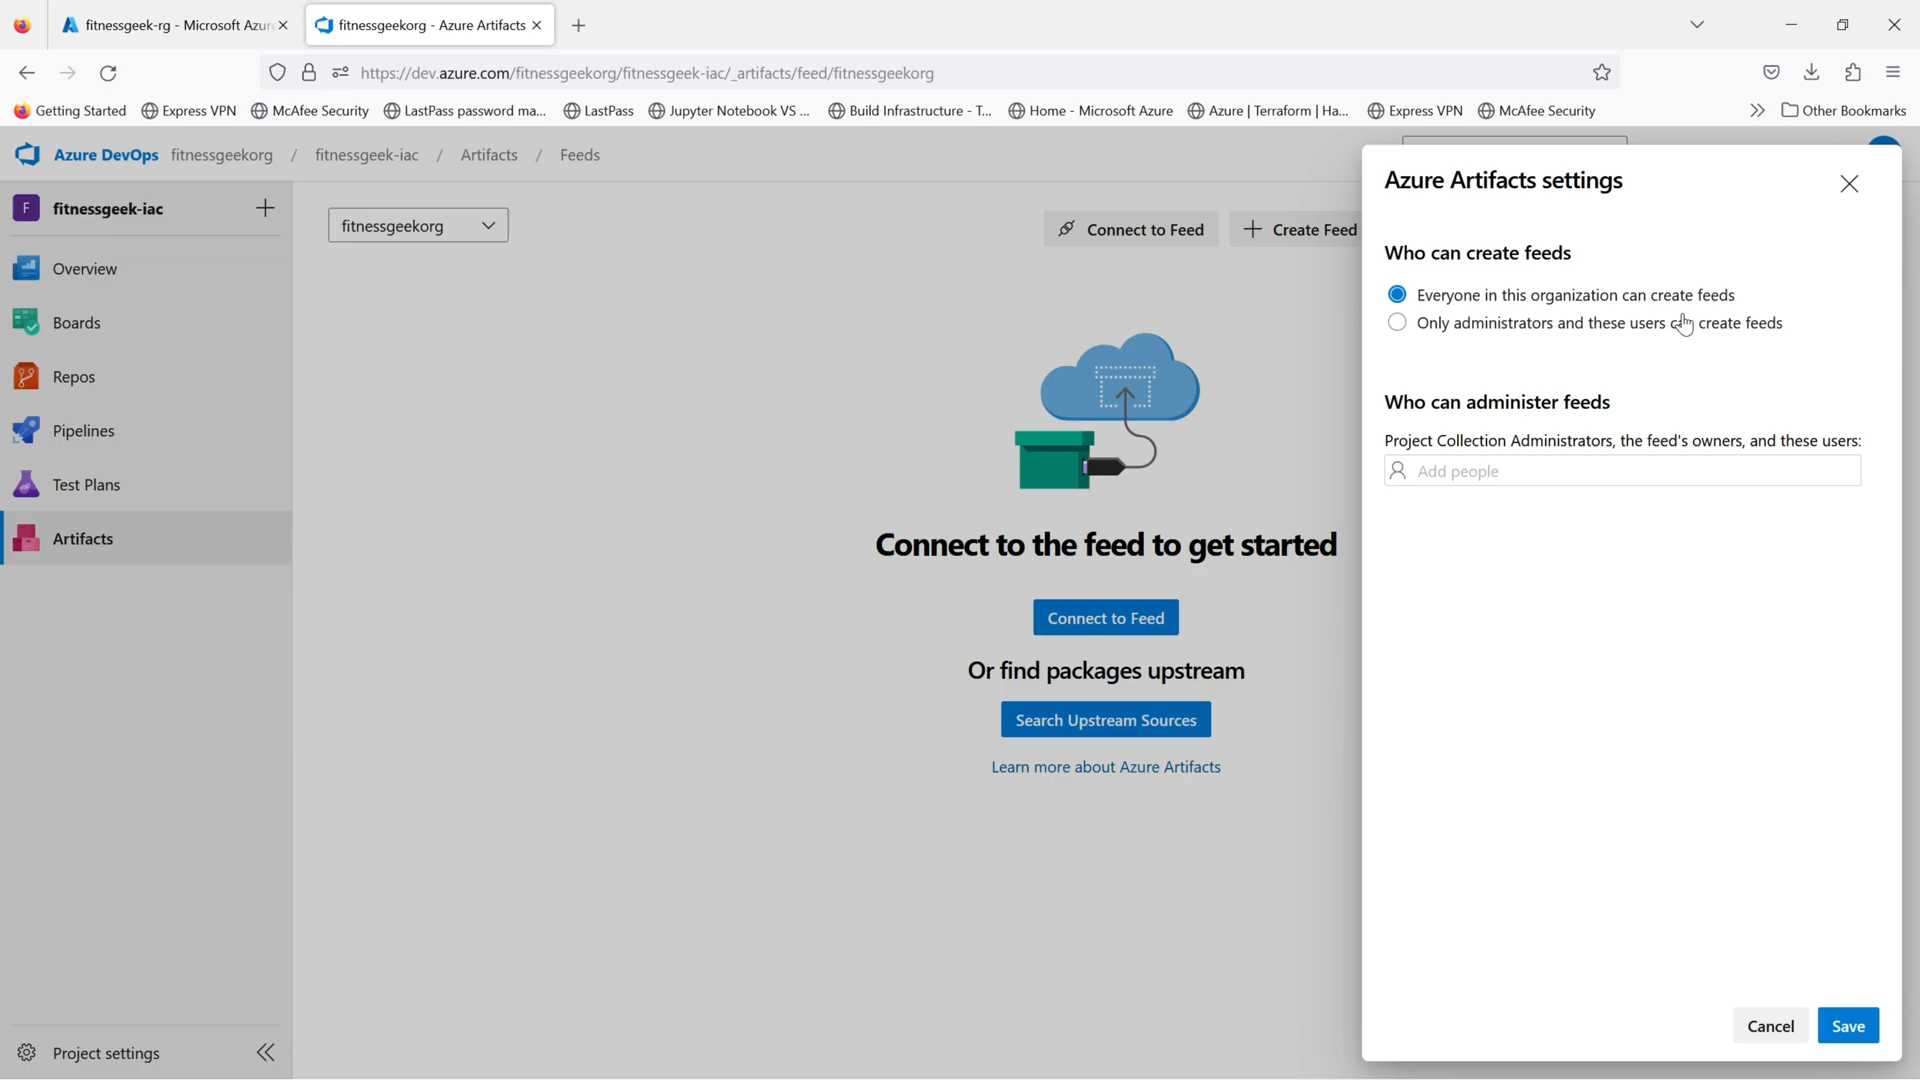 fitnessgeek-rg - Microsoft Azur
fitnessgeekorg - Azure Artifacts
https://dev.azure.com/fitnessgeekorg/fitnessgeek-iac/_artifacts/feed/fitnessgeekorg
Getting Started
Express VPN
McAfee Security
LastPass password ma...
LastPass
Jupyter Notebook VS ...
Build Infrastructure - T...
Home - Microsoft Azure
Azure | Terraform | Ha...
Express VPN
McAfee Security
Other Bookmarks
Azure DevOps fitnessgeekorg / fitnessgeek-iac / Artifacts / Feeds
F fitnessgeek-iac
Overview
Boards
Repos
Pipelines
Test Plans
Artifacts
Project settings
fitnessgeekorg
Connect to Feed
Create Feed
Connect to the feed to get started
Connect to Feed
Or find packages upstream
Search Upstream Sources
Learn more about Azure Artifacts
Azure Artifacts settings
Who can create feeds
Everyone in this organization can create feeds
Only administrators and these users create feeds
Who can administer feeds
Project Collection Administrators, the feed's owners, and these users:
Add people
Cancel
Save